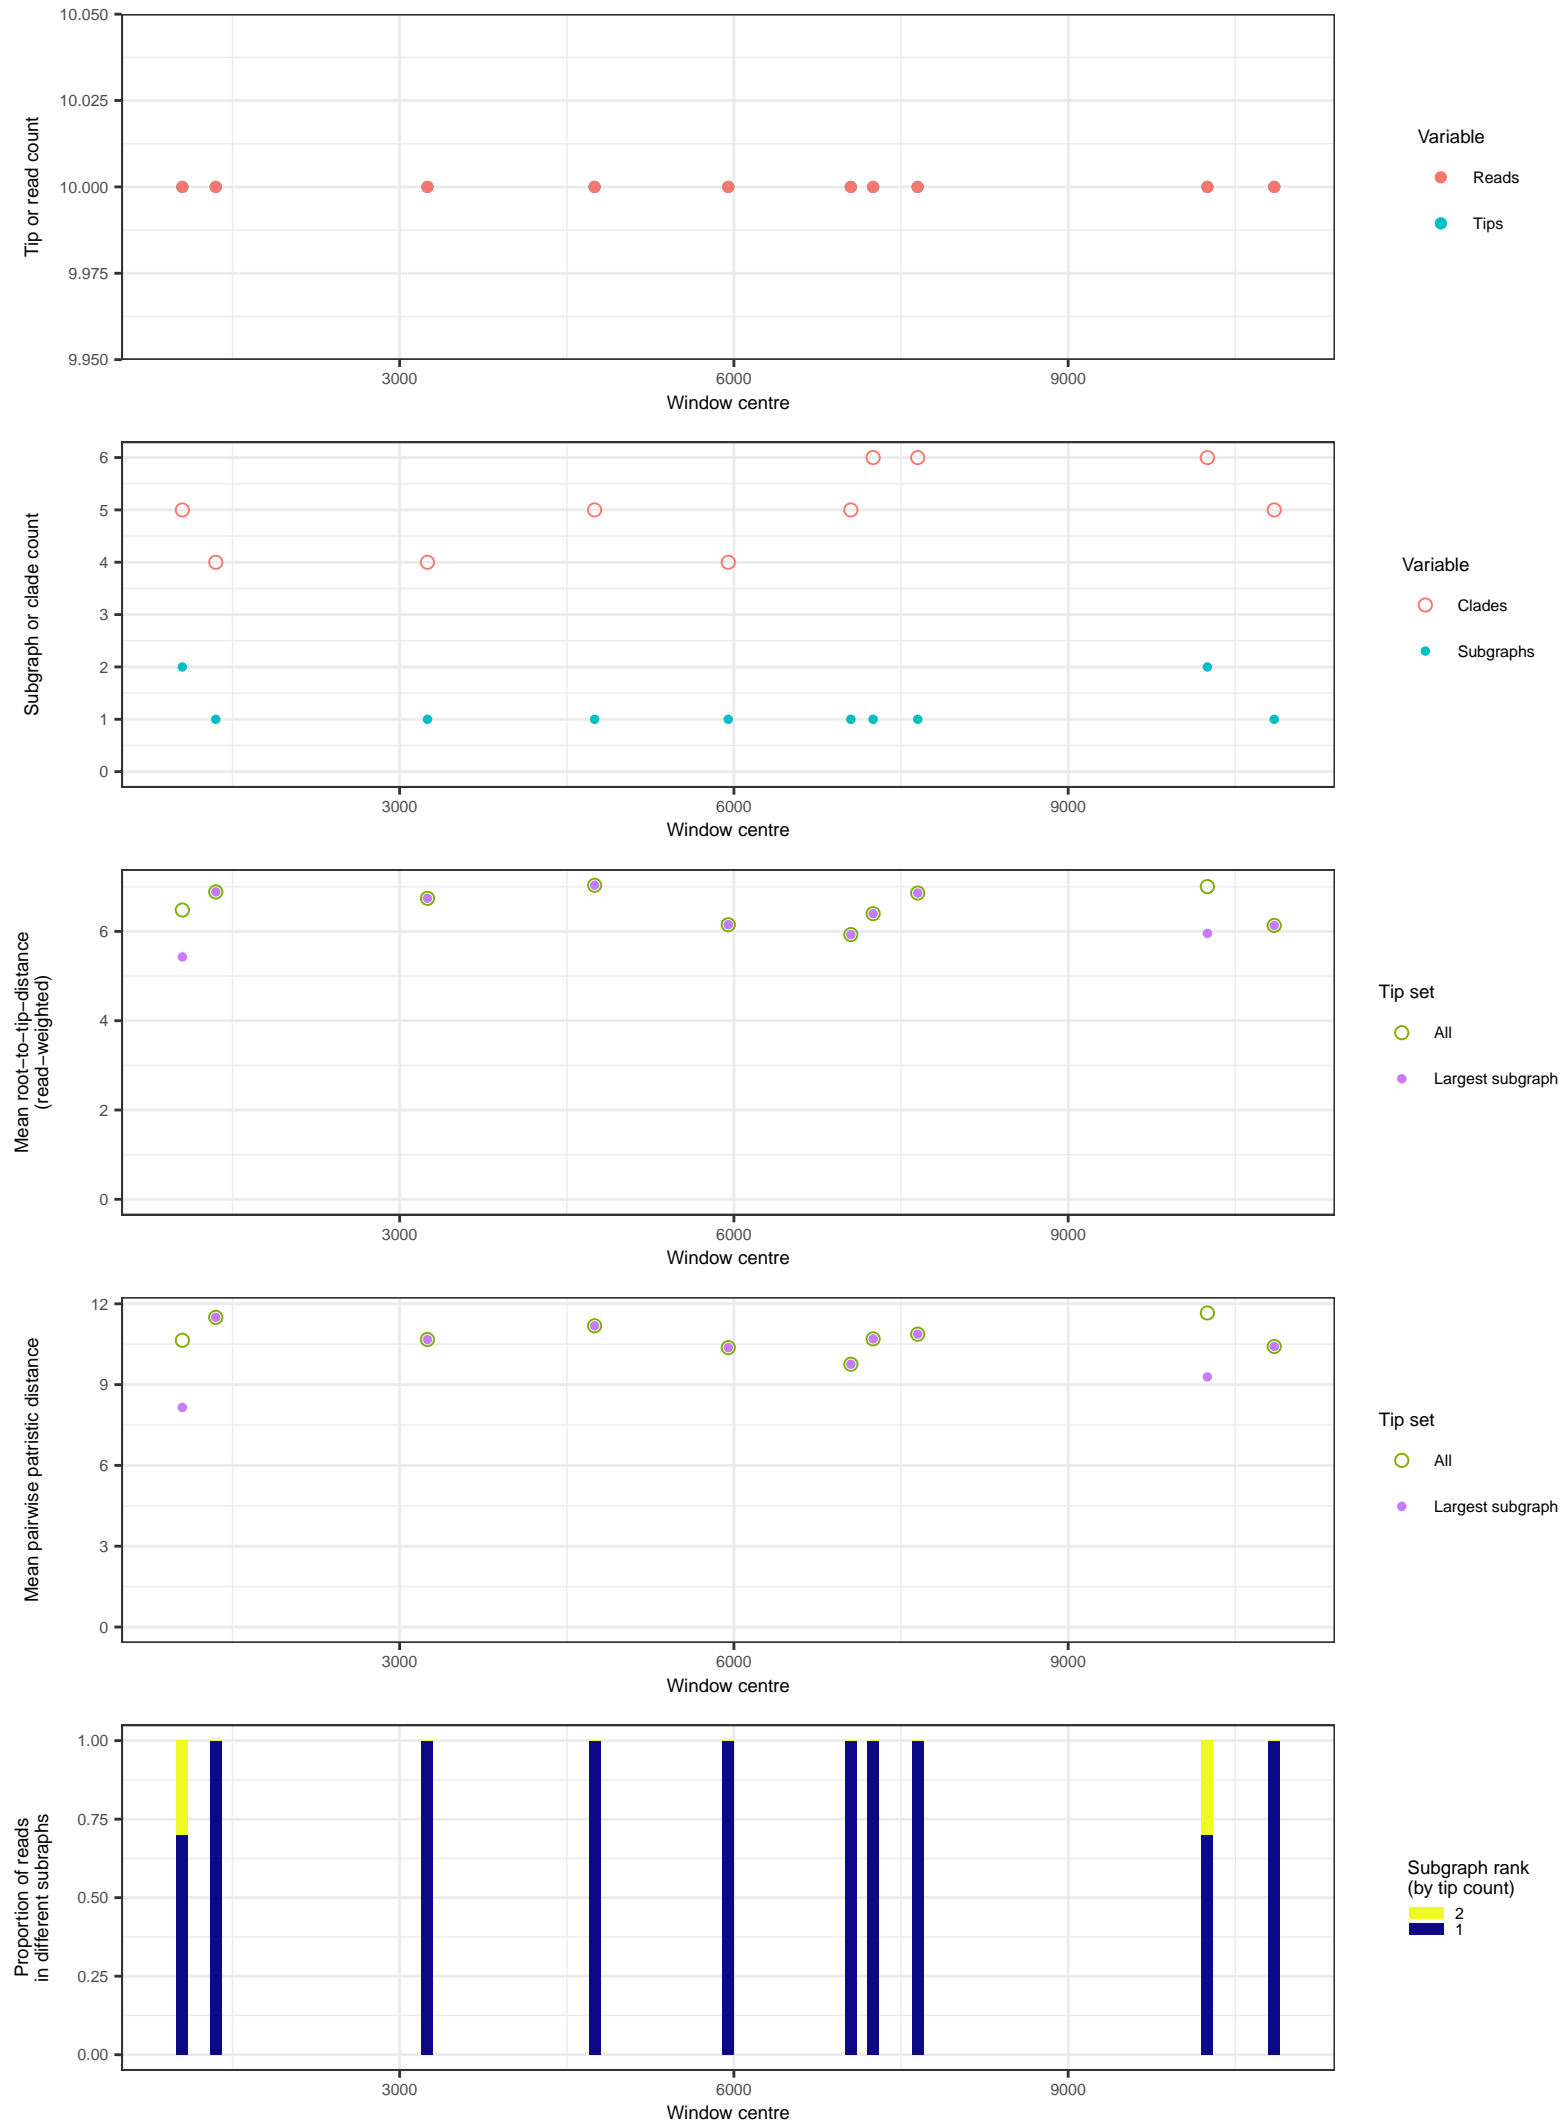 10.050
10.025
10.000
9.975
9.950
Tip or read count
3000
6000
9000
Window centre
Variable
Reads
Tips
6
5
4
3
2
1
0
Subgraph or clade count
3000
6000
9000
Window centre
Variable
Clades
Subgraphs
6
4
2
0
Mean root−to−tip−distance
(read−weighted)
3000
6000
9000
Window centre
Tip set
All
Largest subgraph
12
9
6
3
0
Mean pairwise patristic distance
3000
6000
9000
Window centre
Tip set
All
Largest subgraph
1.00
0.75
0.50
0.25
0.00
Proportion of reads
in different subraphs
3000
6000
9000
Window centre
Subgraph rank
(by tip count)
2
1